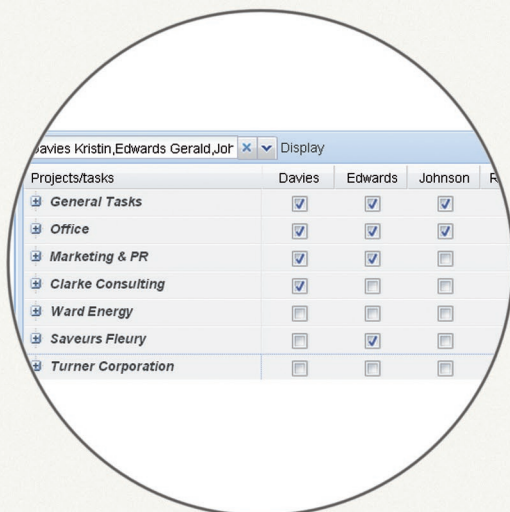 Davies Kristin,Edwards Gerald,Joh Display
Projects/tasks Davies Edwards Johnson R
General Tasks
Office
Marketing & PR
Clarke Consulting
Ward Energy
Saveurs Fleury
Turner Corporation